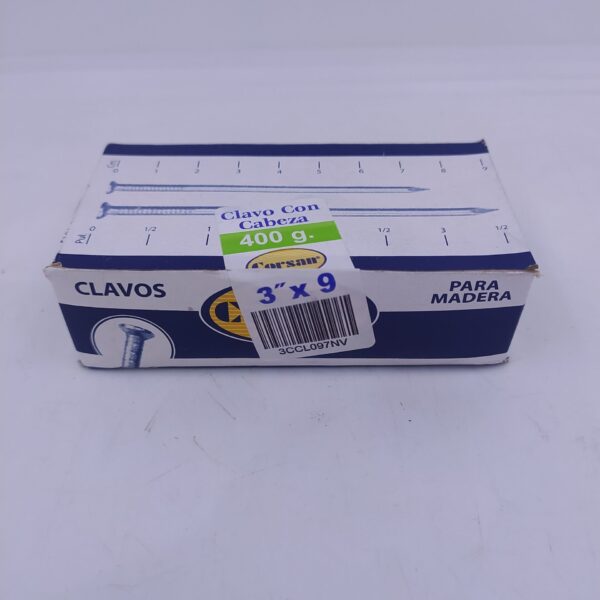 cm 0 1 2 3 4 5 6 7 8 9
Pul. 0 1/2 1 1/2 3 1/2
Clavo Con
Cabeza
400 g.
Corsan
3" x 9
3CCL097NV
CLAVOS
PARA
MADERA